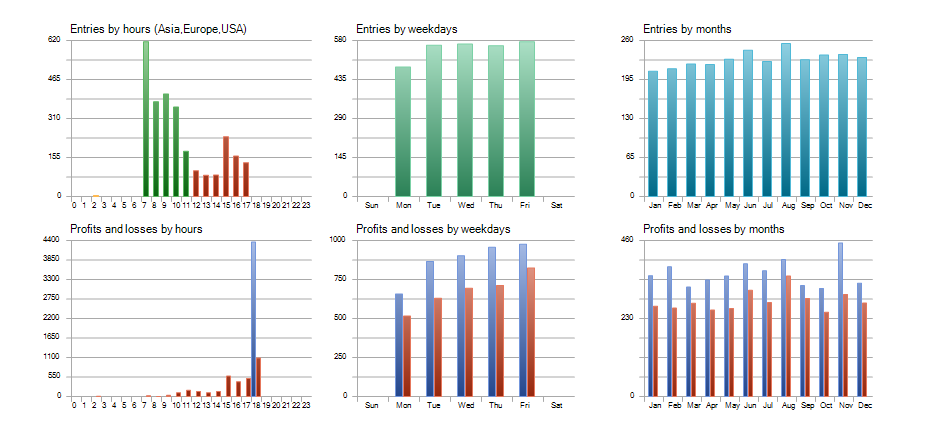 Entries by hours (Asia,Europe,USA)
620
465
310
155
0
0 1 2 3 4 5 6 7 8 9 10 11 12 13 14 15 16 17 18 19 20 21 22 23
Entries by weekdays
580
435
290
145
0
Sun Mon Tue Wed Thu Fri Sat
Entries by months
260
195
130
65
0
Jan Feb Mar Apr May Jun Jul Aug Sep Oct Nov Dec
Profits and losses by hours
4400
3850
3300
2750
2200
1650
1100
550
0
0 1 2 3 4 5 6 7 8 9 10 11 12 13 14 15 16 17 18 19 20 21 22 23
Profits and losses by weekdays
1000
750
500
250
0
Sun Mon Tue Wed Thu Fri Sat
Profits and losses by months
460
230
0
Jan Feb Mar Apr May Jun Jul Aug Sep Oct Nov Dec